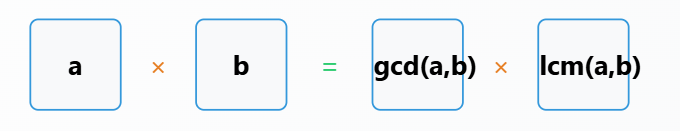 a × b = gcd(a,b) × lcm(a,b)